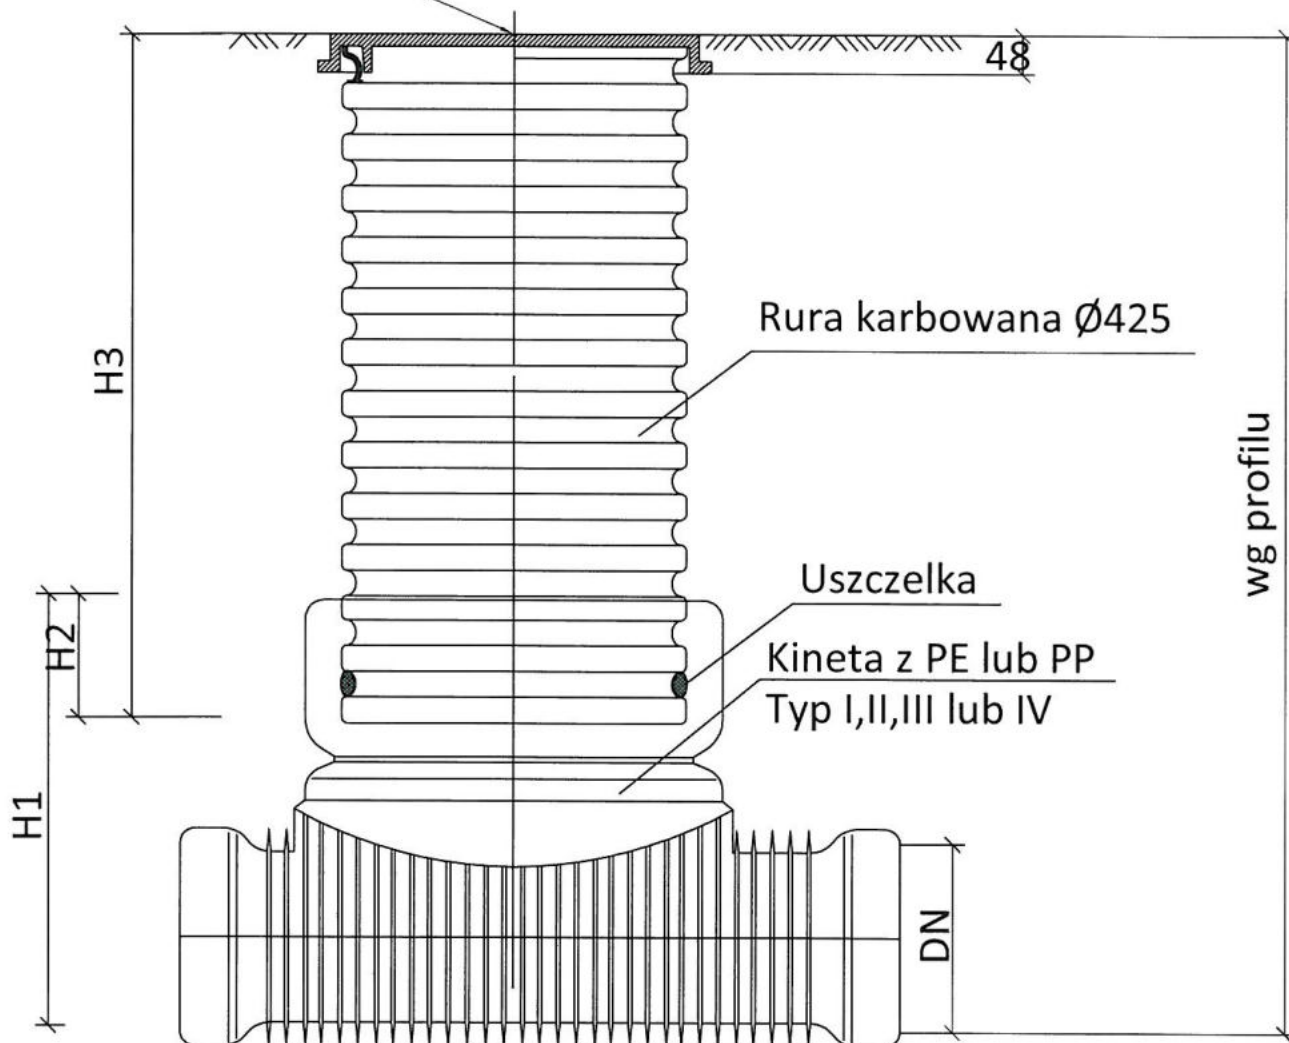 48
Rura karbowana Ø425
H3
wg profilu
Uszczelka
H2
Kineta z PE lub PP
Typ I,II,III lub IV
H1
DN